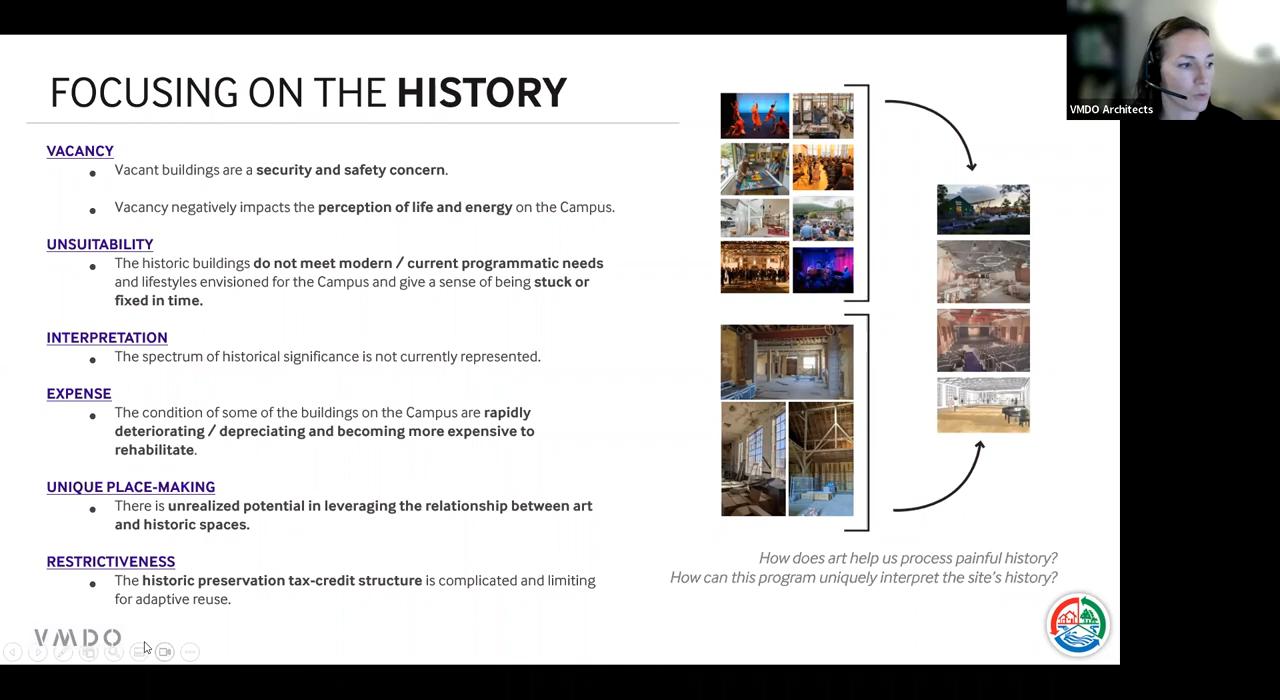 FOCUSING ON THE HISTORY
VACANCY
● Vacant buildings are a security and safety concern.
● Vacancy negatively impacts the perception of life and energy on the Campus.
UNSUITABILITY
● The historic buildings do not meet modern / current programmatic needs
and lifestyles envisioned for the Campus and give a sense of being stuck or
fixed in time.
INTERPRETATION
● The spectrum of historical significance is not currently represented.
EXPENSE
● The condition of some of the buildings on the Campus are rapidly
deteriorating / depreciating and becoming more expensive to
rehabilitate.
UNIQUE PLACE-MAKING
● There is unrealized potential in leveraging the relationship between art
and historic spaces.
RESTRICTIVENESS
● The historic preservation tax-credit structure is complicated and limiting
for adaptive reuse.
How does art help us process painful history?
How can this program uniquely interpret the site's history?
VMDO
VMDO Architects